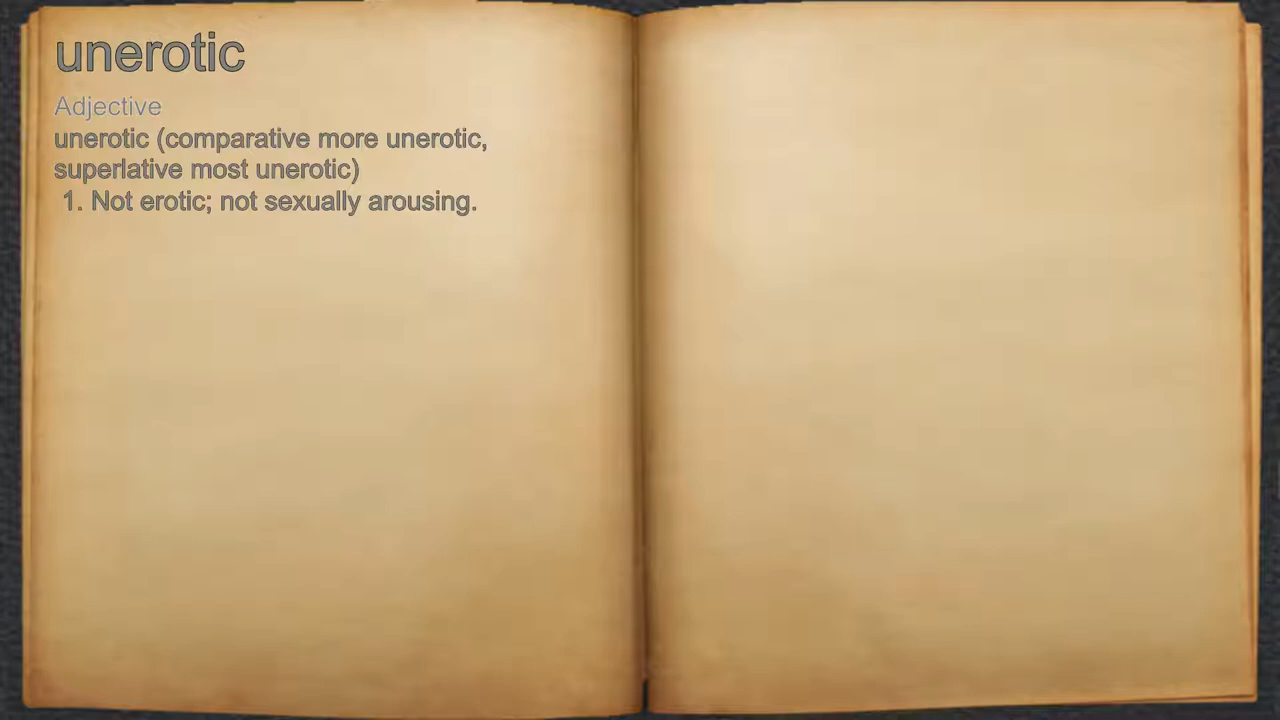 unerotic
Adjective
unerotic (comparative more unerotic,
superlative most unerotic)
1. Not erotic; not sexually arousing.